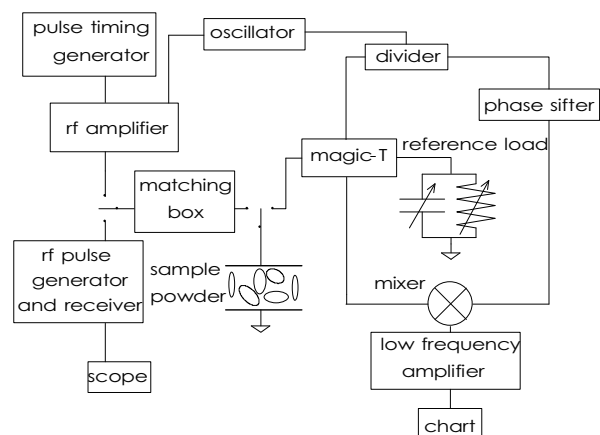 pulse timing
generator
oscillator
divider
rf amplifier
phase sifter
magic-T
reference load
matching
box
rf pulse
generator
and receiver
sample
powder
mixer
low frequency
amplifier
scope
chart